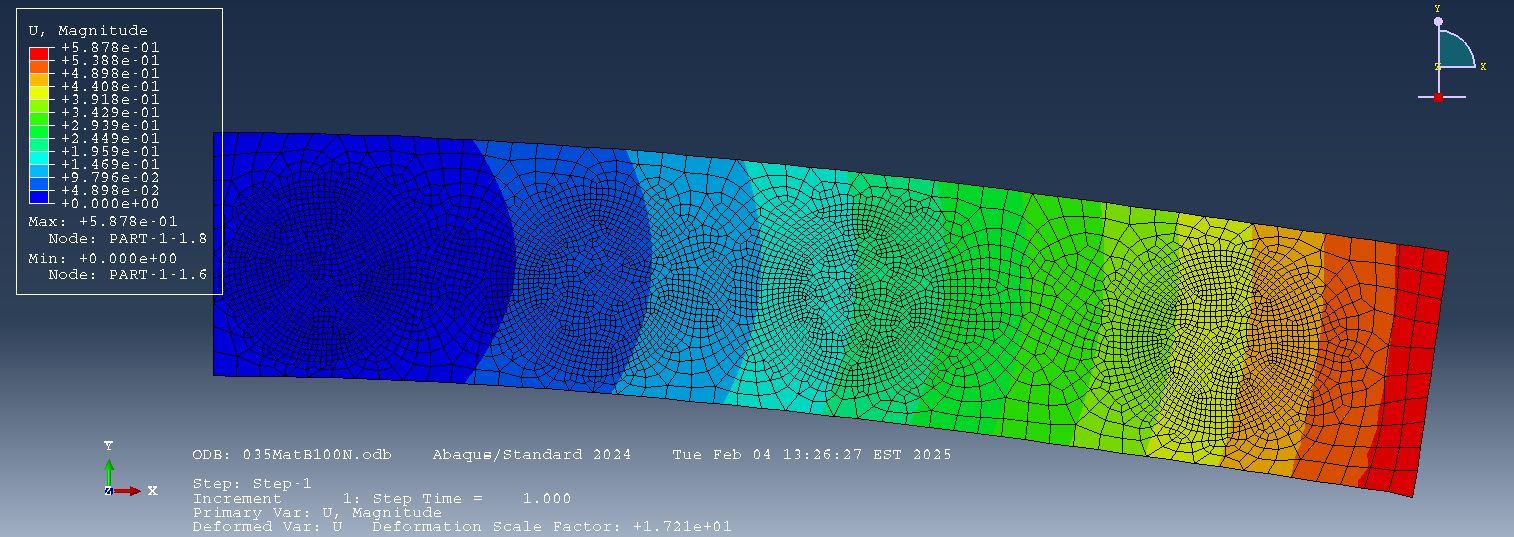 U, Magnitude
+5.878e-01
+5.388e-01
+4.898e-01
+4.408e-01
+3.918e-01
+3.429e-01
+2.939e-01
+2.449e-01
+1.959e-01
+1.469e-01
+9.796e-02
+4.898e-02
+0.000e+00
Max: +5.878e-01
Node: PART-1-1.8
Min: +0.000e+00
Node: PART-1-1.6
Y
Z
X
Y
Z
X
ODB: 035MatB100N.odb Abaqus/Standard 2024 Tue Feb 04 13:26:27 EST 2025
Step: Step-1
Increment 1: Step Time = 1.000
Primary Var: U, Magnitude
Deformed Var: U Deformation Scale Factor: +1.721e+01